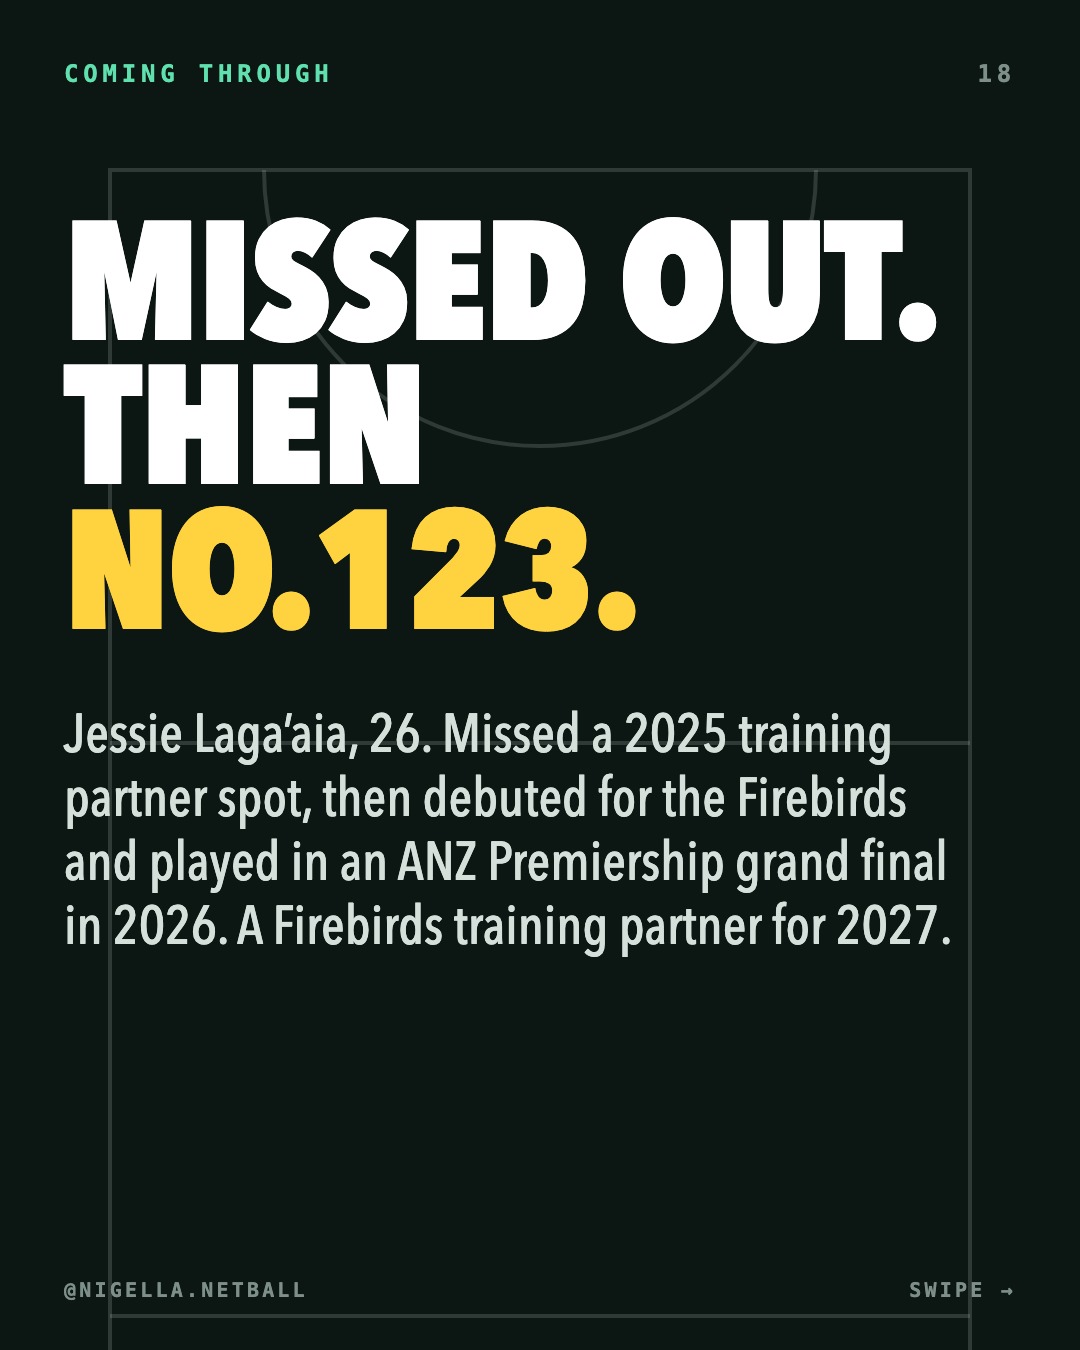 COMING THROUGH
18
MISSED OUT.
THEN
NO.123.
Jessie Laga’aia, 26. Missed a 2025 training
partner spot, then debuted for the Firebirds
and played in an ANZ Premiership grand final
in 2026. A Firebirds training partner for 2027.
@NIGELLA.NETBALL
SWIPE →